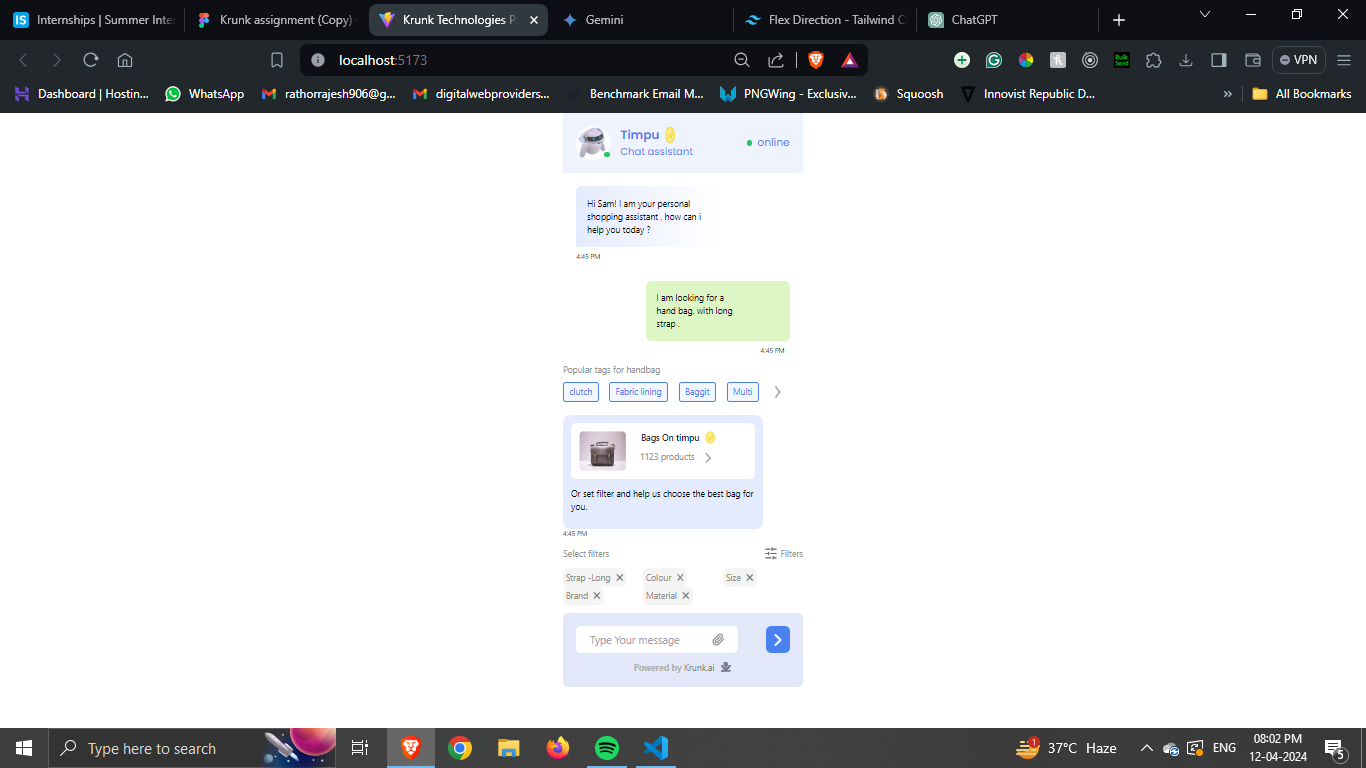 Internships | Summer Inte
Krunk assignment (Copy) -
Krunk Technologies P
Gemini
Flex Direction - Tailwind C
ChatGPT
localhost:5173
Bulk Send
VPN
Dashboard | Hostin...
WhatsApp
rathorrajesh906@g...
digitalwebproviders...
Benchmark Email M...
PNGWing - Exclusiv...
Squoosh
Innovist Republic D...
»
All Bookmarks
Timpu
Chat assistant
online
Hi Sam! I am your personal
shopping assistant , how can i
help you today ?
4:45 PM
I am looking for a
hand bag, with long
strap .
4:45 PM
Popular tags for handbag
clutch
Fabric lining
Baggit
Multi
Bags On timpu
1123 products
Or set filter and help us choose the best bag for
you.
4:45 PM
Select filters
Filters
Strap -Long
Colour
Size
Brand
Material
Type Your message
Powered by Krunk.ai
Type here to search
1
37°C Haze
ENG
08:02 PM
12-04-2024
5